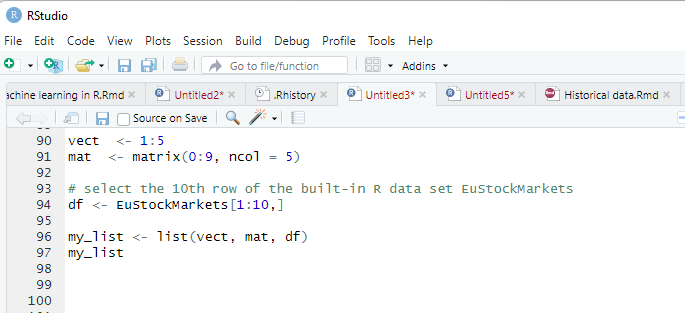 RStudio
File Edit Code View Plots Session Build Debug Profile Tools Help
Go to file/function Addins
achine learning in R.Rmd Untitled2* .Rhistory Untitled3* Untitled5* Historical data.Rmd
Source on Save
90 vect <- 1:5
91 mat <- matrix(0:9, ncol = 5)
92
93 # select the 10th row of the built-in R data set EuStockMarkets
94 df <- EuStockMarkets[1:10,]
95
96 my_list <- list(vect, mat, df)
97 my_list
98
99
100